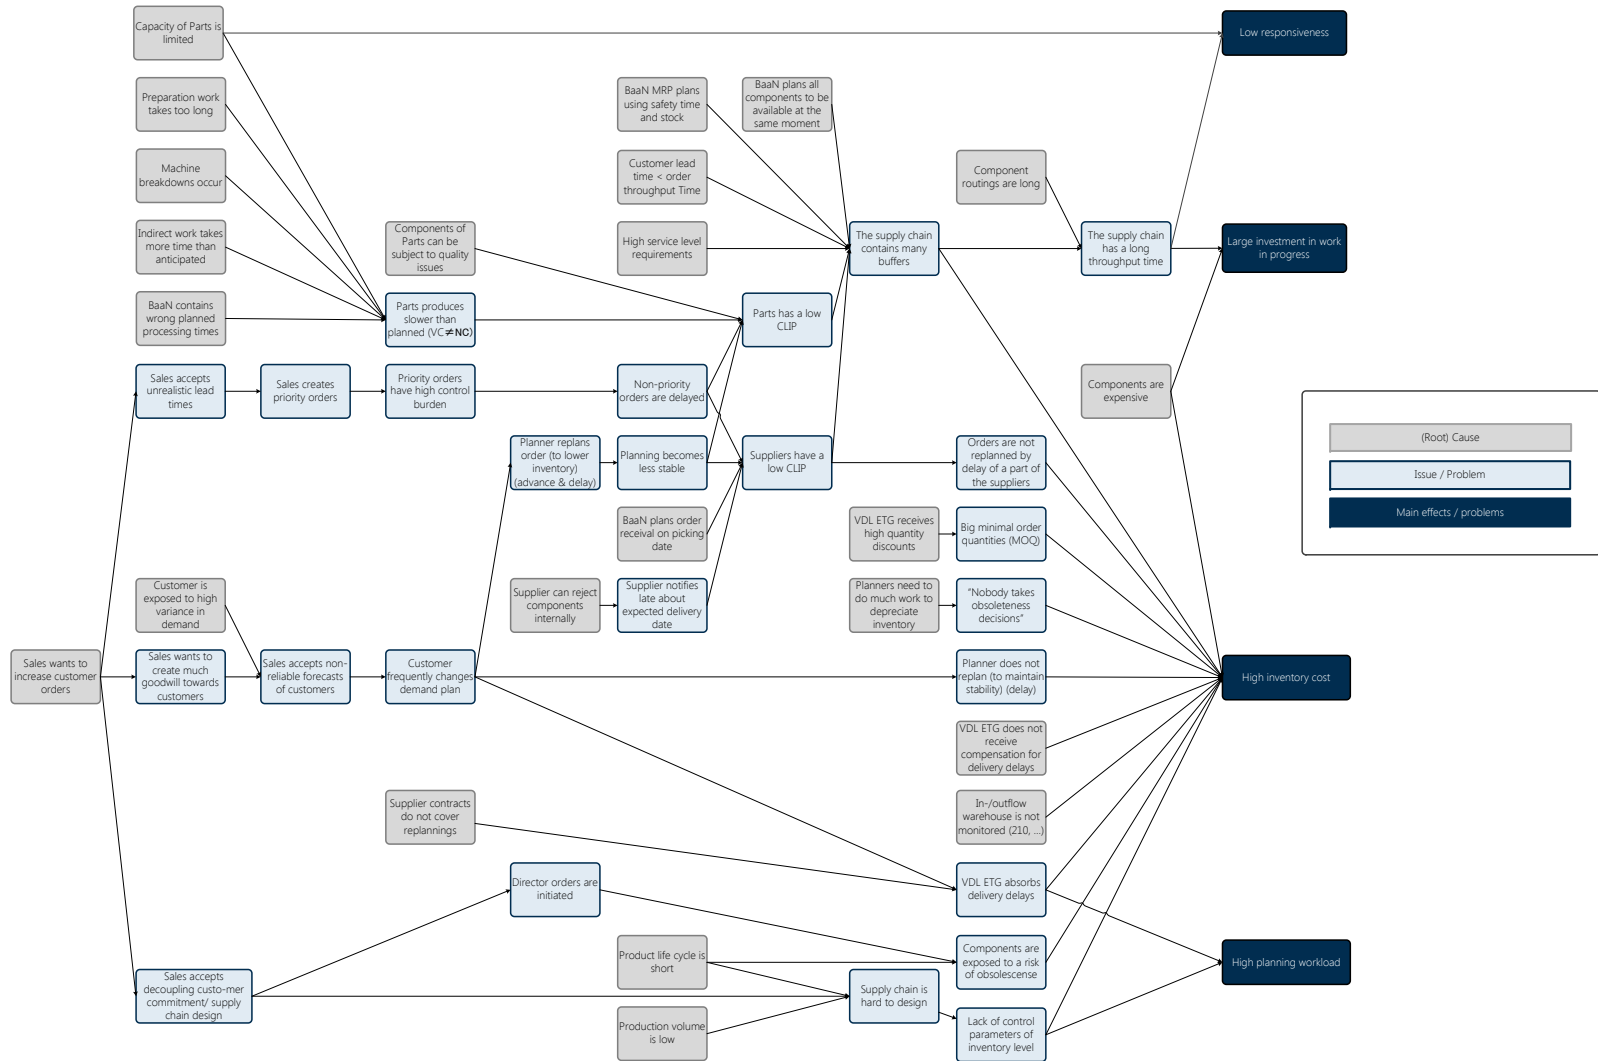 Capacity of Parts is
limited
Low responsiveness
Preparation work
takes too long
BaaN MRP plans
using safety time
and stock
BaaN plans all
components to be
available at the
same moment
Machine
breakdowns occur
Customer lead
time < order
throughput Time
Component
routings are long
Indirect work takes
more time than
anticipated
Components of
Parts can be
subject to quality
issues
High service level
requirements
The supply chain
contains many
buffers
The supply chain
has a long
throughput time
Large investment in work
in progress
BaaN contains
wrong planned
processing times
Parts produces
slower than
planned (VC≠NC)
Parts has a low
CLIP
Sales accepts
unrealistic lead
times
Sales creates
priority orders
Priority orders
have high control
burden
Non-priority
orders are delayed
Components are
expensive
(Root) Cause
Issue / Problem
Main effects / problems
Planner replans
order (to lower
inventory)
(advance & delay)
Planning becomes
less stable
Suppliers have a
low CLIP
Orders are not
replanned by
delay of a part of
the suppliers
BaaN plans order
receival on picking
date
VDL ETG receives
high quantity
discounts
Big minimal order
quantities (MOQ)
Customer is
exposed to high
variance in
demand
Supplier can reject
components
internally
Supplier notifies
late about
expected delivery
date
Planners need to
do much work to
depreciate
inventory
"Nobody takes
obsoleteness
decisions"
Sales wants to
increase customer
orders
Sales wants to
create much
goodwill towards
customers
Sales accepts non-
reliable forecasts
of customers
Customer
frequently changes
demand plan
Planner does not
replan (to maintain
stability) (delay)
High inventory cost
VDL ETG does not
receive
compensation for
delivery delays
Supplier contracts
do not cover
replannings
In-/outflow
warehouse is not
monitored (210, ...)
Director orders are
initiated
VDL ETG absorbs
delivery delays
Product life cycle is
short
Components are
exposed to a risk
of obsolescense
High planning workload
Sales accepts
decoupling custo-mer
commitment/ supply
chain design
Supply chain is
hard to design
Production volume
is low
Lack of control
parameters of
inventory level